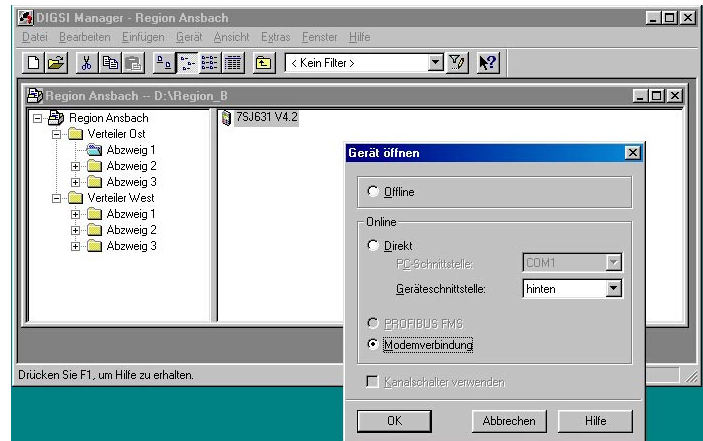 DIGSI Manager - Region Ansbach
Datei Bearbeiten Einfügen Gerät Ansicht Extras Fenster Hilfe
< Kein Filter >
Region Ansbach -- D:\Region_B
Region Ansbach
Verteiler Ost
Abzweig 1
Abzweig 2
Abzweig 3
Verteiler West
Abzweig 1
Abzweig 2
Abzweig 3
7SJ631 V4.2
Gerät öffnen
Offline
Online
Direkt
PC-Schnittstelle: COM1
Geräteschnittstelle: hinten
PROFIBUS FMS
Modemverbindung
Kanalschalter verwenden
OK Abbrechen Hilfe
Drücken Sie F1, um Hilfe zu erhalten.